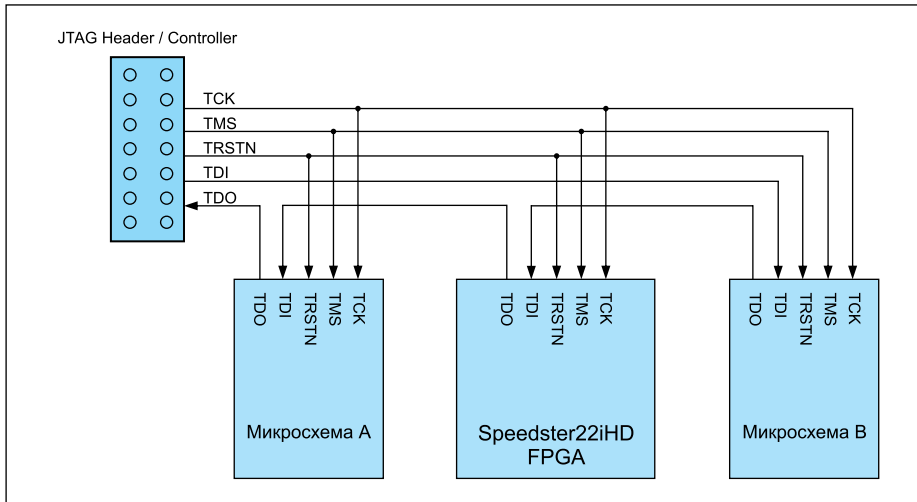 JTAG Header / Controller
TCK
TMS
TRSTN
TDI
TDO
TDO
TDI
TRSTN
TMS
TCK
Микросхема A
TDO
TDI
TRSTN
TMS
TCK
Speedster22iHD
FPGA
TDO
TDI
TRSTN
TMS
TCK
Микросхема B